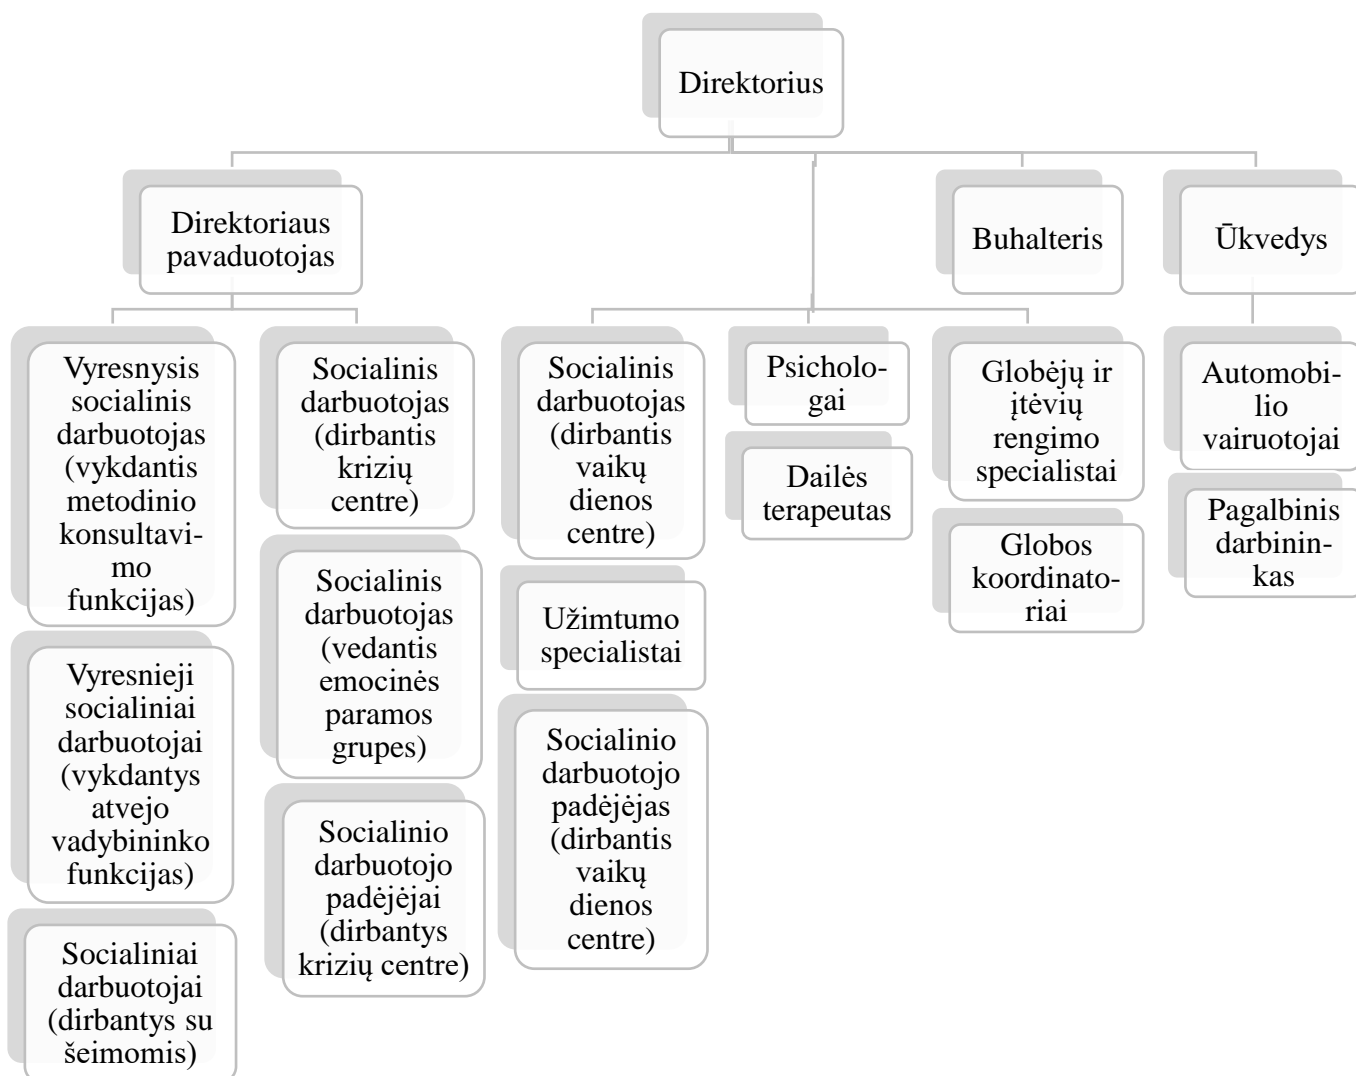 Direktorius
Direktoriaus
pavaduotojas
Buhalteris
Ūkvedys
Vyresnysis
socialinis
darbuotojas
(vykdantis
metodinio
konsultavi-
mo
funkcijas)
Vyresnieji
socialiniai
darbuotojai
(vykdantys
atvejo
vadybininko
funkcijas)
Socialiniai
darbuotojai
(dirbantys su
šeimomis)
Socialinis
darbuotojas
(dirbantis
krizių
centre)
Socialinis
darbuotojas
(vedantis
emocinės
paramos
grupes)
Socialinio
darbuotojo
padėjėjai
(dirbantys
krizių centre)
Socialinis
darbuotojas
(dirbantis
vaikų
dienos
centre)
Užimtumo
specialistai
Socialinio
darbuotojo
padėjėjas
(dirbantis
vaikų
dienos
centre)
Psicholo-
gai
Dailės
terapeutas
Globėjų ir
įtėvių
rengimo
specialistai
Globos
koordinato-
riai
Automobi-
lio
vairuotojai
Pagalbinis
darbinin-
kas